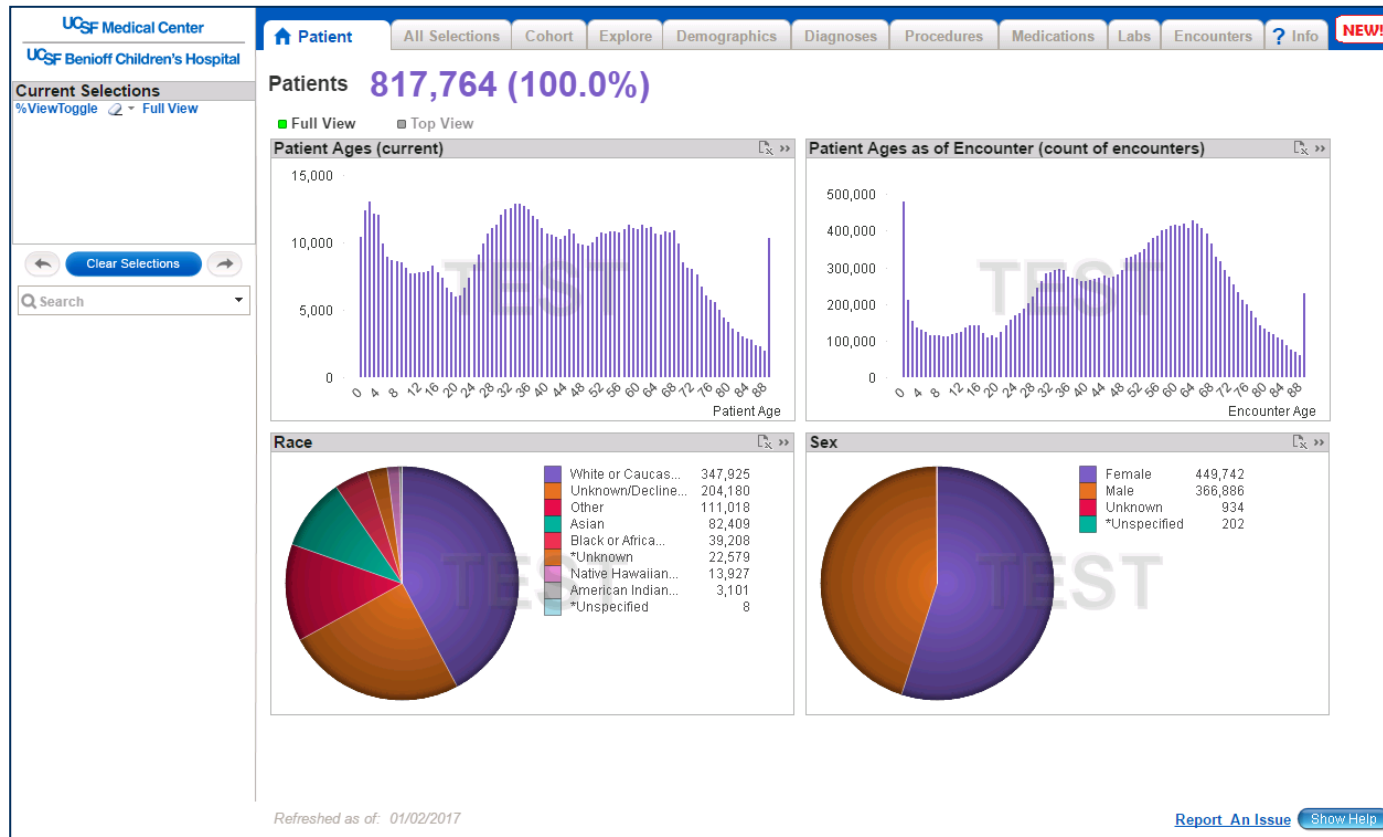 UCSF Medical Center
UCSF Benioff Children's Hospital
Patient All Selections Cohort Explore Demographics Diagnoses Procedures Medications Labs Encounters ? Info NEW!
Current Selections
%ViewToggle Full View
Clear Selections
Search
Patients 817,764 (100.0%)
Full View Top View
Patient Ages (current)
15,000
10,000
5,000
0
TEST
0 4 8 12 16 20 24 28 32 36 40 44 48 52 56 60 64 68 72 76 80 84 88
Patient Age
Patient Ages as of Encounter (count of encounters)
500,000
400,000
300,000
200,000
100,000
0
TEST
0 4 8 12 16 20 24 28 32 36 40 44 48 52 56 60 64 68 72 76 80 84 88
Encounter Age
Race
TEST
White or Caucas... 347,925
Unknown/Decline... 204,180
Other 111,018
Asian 82,409
Black or Africa... 39,208
*Unknown 22,579
Native Hawaiian... 13,927
American Indian... 3,101
*Unspecified 8
Sex
TEST
Female 449,742
Male 366,886
Unknown 934
*Unspecified 202
Refreshed as of: 01/02/2017
Report An Issue Show Help